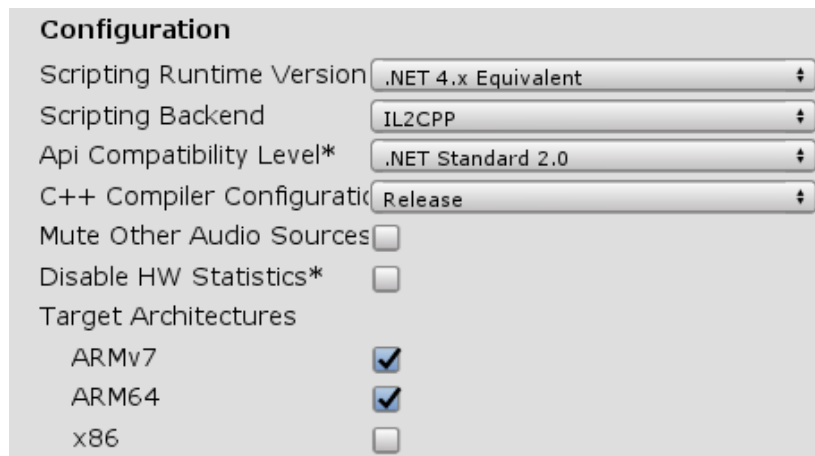 Configuration
Scripting Runtime Version .NET 4.x Equivalent
Scripting Backend IL2CPP
Api Compatibility Level* .NET Standard 2.0
C++ Compiler Configuratic Release
Mute Other Audio Sources
Disable HW Statistics*
Target Architectures
ARMv7
ARM64
x86